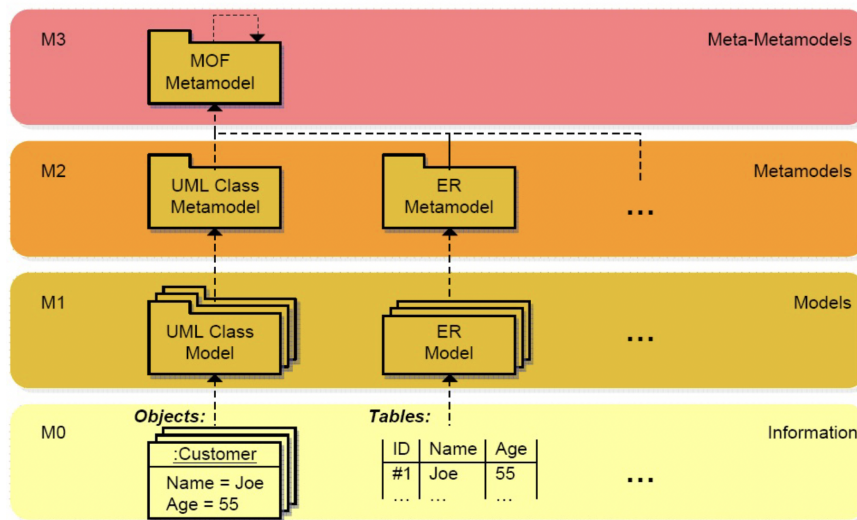 M3
MOF
Metamodel
Meta-Metamodels
M2
UML Class
Metamodel
ER
Metamodel
...
Metamodels
M1
UML Class
Model
ER
Model
...
Models
M0
Objects:
:Customer
Name = Joe
Age = 55
Tables:
ID Name Age
#1 Joe 55
... ... ...
...
Information